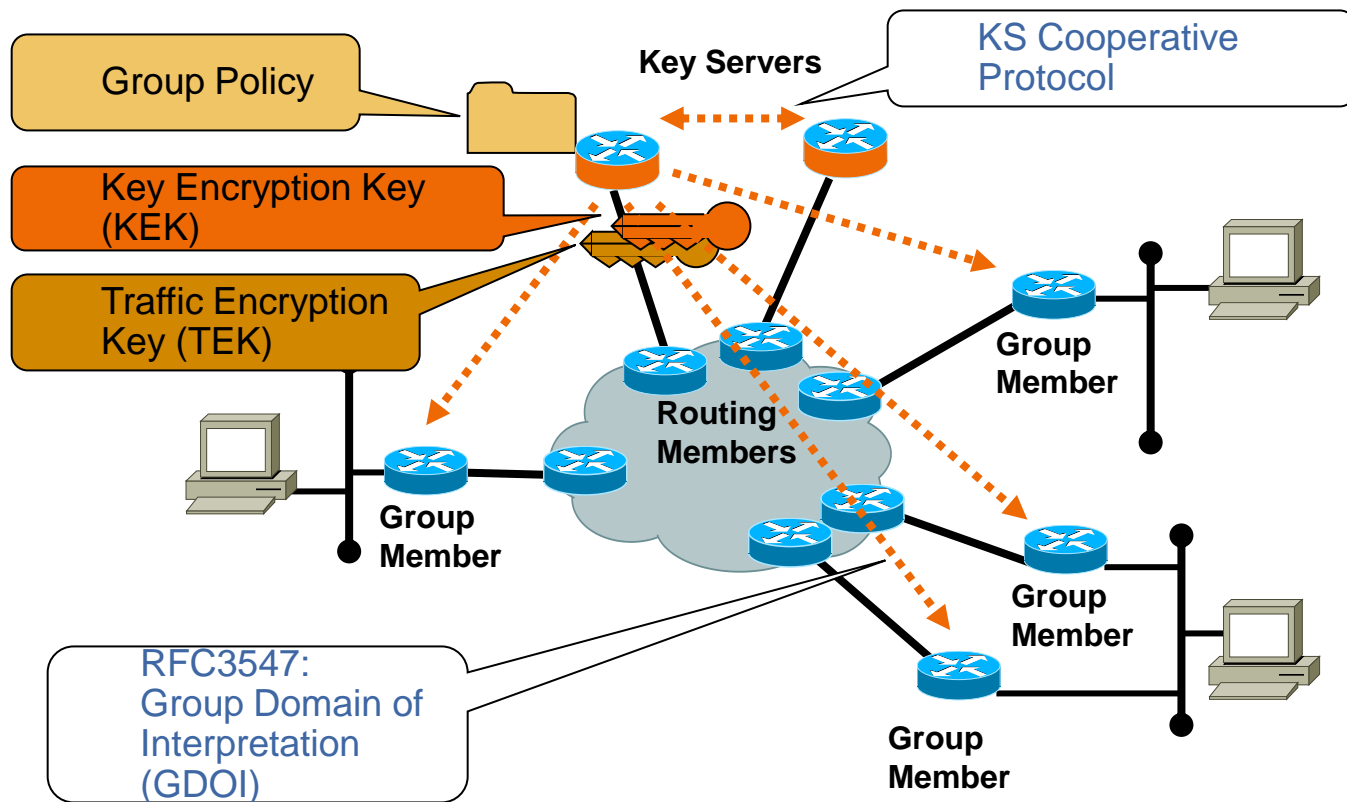 Group Policy
Key Servers
KS Cooperative
Protocol
Key Encryption Key
(KEK)
Traffic Encryption
Key (TEK)
Group
Member
Routing
Members
Group
Member
Group
Member
RFC3547:
Group Domain of
Interpretation
(GDOI)
Group
Member